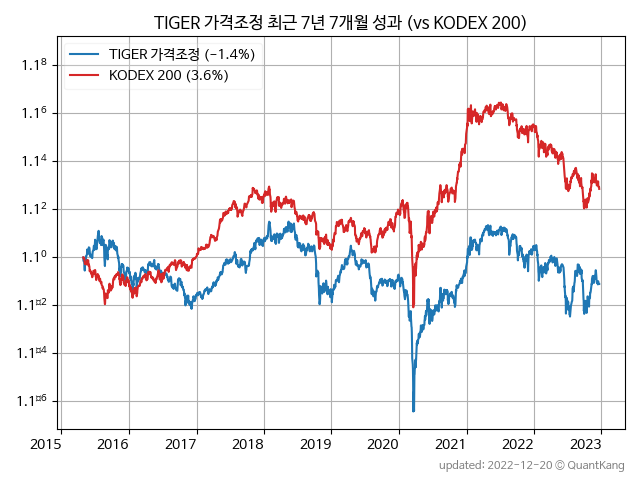 TIGER 가격조정 최근 7년 7개월 성과 (vs KODEX 200)
TIGER 가격조정 (-1.4%)
KODEX 200 (3.6%)
1.1⁸
1.1⁶
1.1⁴
1.1²
1.1⁰
1.1¤²
1.1¤⁴
1.1¤⁶
2015 2016 2017 2018 2019 2020 2021 2022 2023
updated: 2022-12-20 © QuantKang